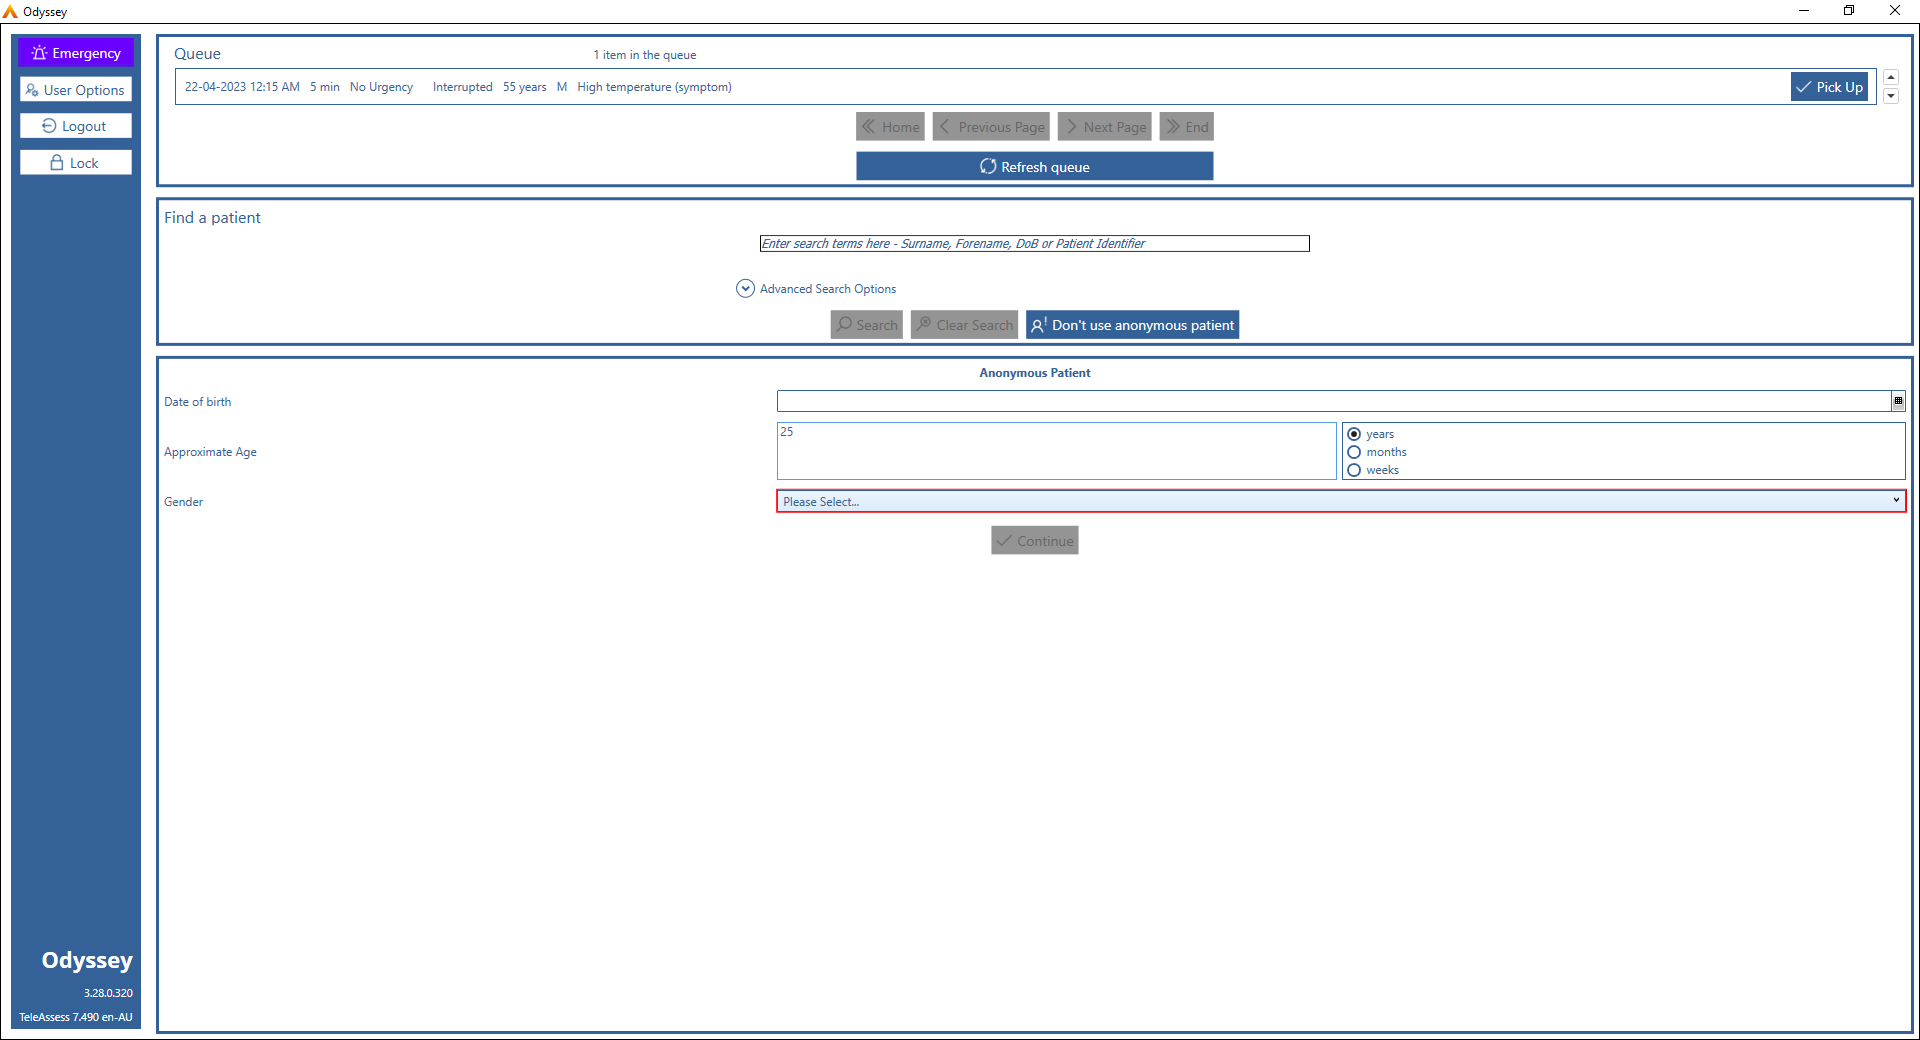 Odyssey
Emergency
User Options
Logout
Lock
Queue
1 item in the queue
22-04-2023 12:15 AM 5 min No Urgency Interrupted 55 years M High temperature (symptom)
Pick Up
Home Previous Page Next Page End
Refresh queue
Find a patient
Enter search terms here - Surname, Forename, DoB or Patient Identifier
Advanced Search Options
Search Clear Search Don't use anonymous patient
Anonymous Patient
Date of birth
Approximate Age
25
years
months
weeks
Gender
Please Select...
Continue
Odyssey
3.28.0.320
TeleAssess 7.490 en-AU